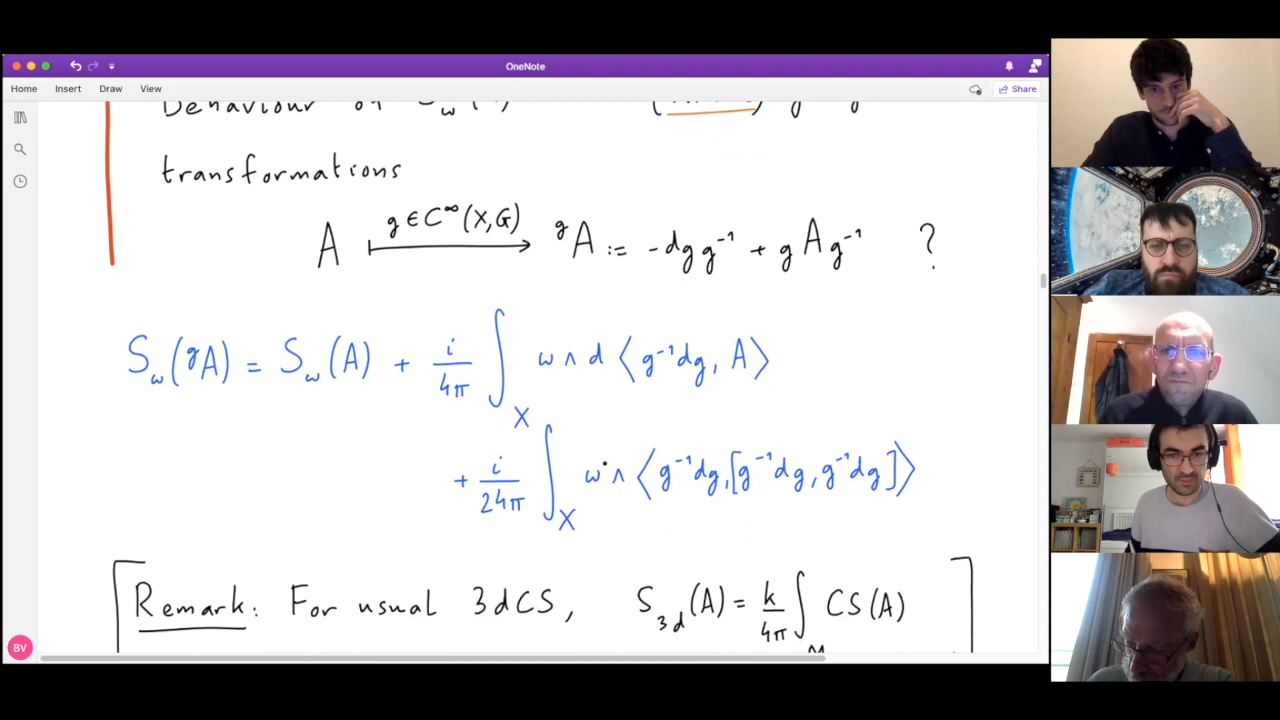 OneNote
Home Insert Draw View Share
transformations
A g ∈ C^∞(X,G) ↦ ᵍA := -dg g⁻¹ + g A g⁻¹ ?
S_ω(ᵍA) = S_ω(A) + i/4π ∫_X ω ∧ d⟨g⁻¹dg, A⟩
+ i/24π ∫_X ω ∧ ⟨g⁻¹dg, [g⁻¹dg, g⁻¹dg]⟩
Remark: For usual 3dCS, S_3d(A) = k/4π ∫_M CS(A)
BV